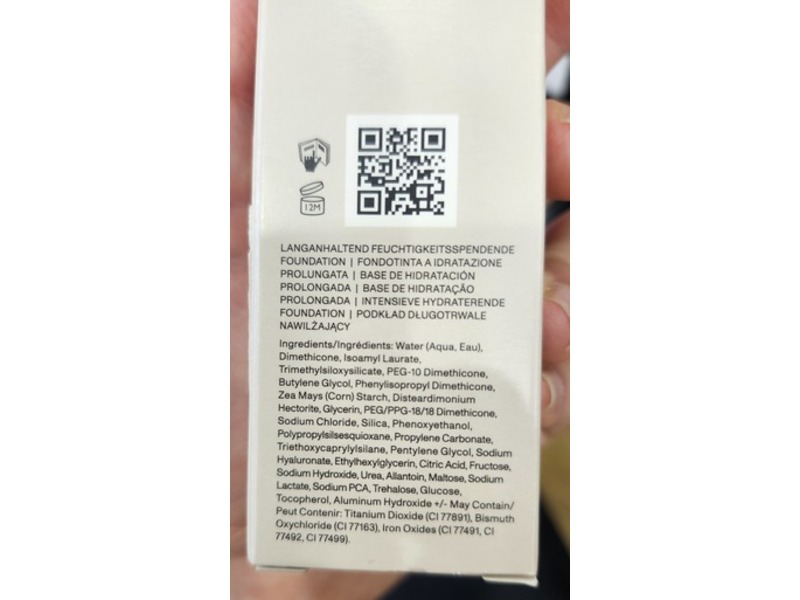 12M
LANGANHALTEND FEUCHTIGKEITSSPENDENDE
FOUNDATION | FONDOTINTA A IDRATAZIONE
PROLUNGATA | BASE DE HIDRATACIÓN
PROLONGADA | BASE DE HIDRATAÇÃO
PROLONGADA | INTENSIEVE HYDRATERENDE
FOUNDATION | PODKŁAD DŁUGOTRWALE
NAWILŻAJĄCY
Ingredients/Ingrédients: Water (Aqua, Eau),
Dimethicone, Isoamyl Laurate,
Trimethylsiloxysilicate, PEG-10 Dimethicone,
Butylene Glycol, Phenylisopropyl Dimethicone,
Zea Mays (Corn) Starch, Disteardimonium
Hectorite, Glycerin, PEG/PPG-18/18 Dimethicone,
Sodium Chloride, Silica, Phenoxyethanol,
Polypropylsilsesquioxane, Propylene Carbonate,
Triethoxycaprylylsilane, Pentylene Glycol, Sodium
Hyaluronate, Ethylhexylglycerin, Citric Acid, Fructose,
Sodium Hydroxide, Urea, Allantoin, Maltose, Sodium
Lactate, Sodium PCA, Trehalose, Glucose,
Tocopherol, Aluminum Hydroxide +/- May Contain/
Peut Contenir: Titanium Dioxide (CI 77891), Bismuth
Oxychloride (CI 77163), Iron Oxides (CI 77491, CI
77492, CI 77499).